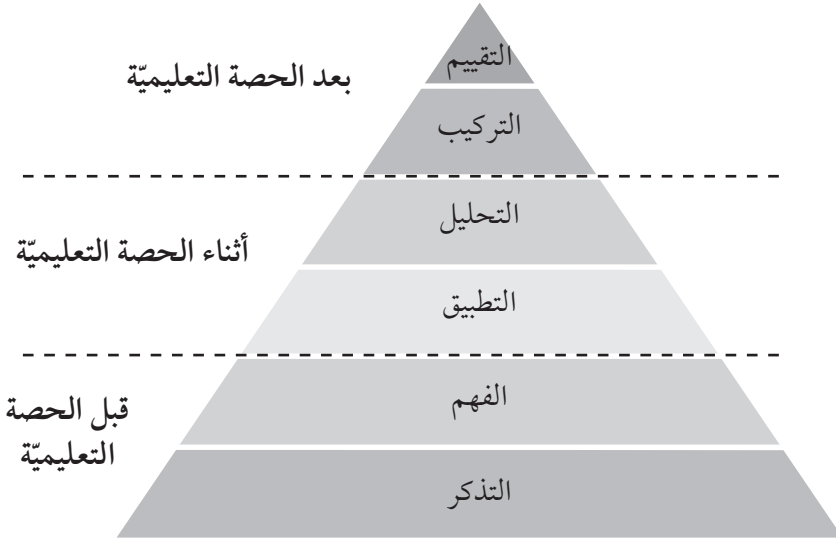 التقييم
بعد الحصة التعليميّة
التركيب
التحليل
أثناء الحصة التعليميّة
التطبيق
الفهم
قبل الحصة
التعليميّة
التذكر